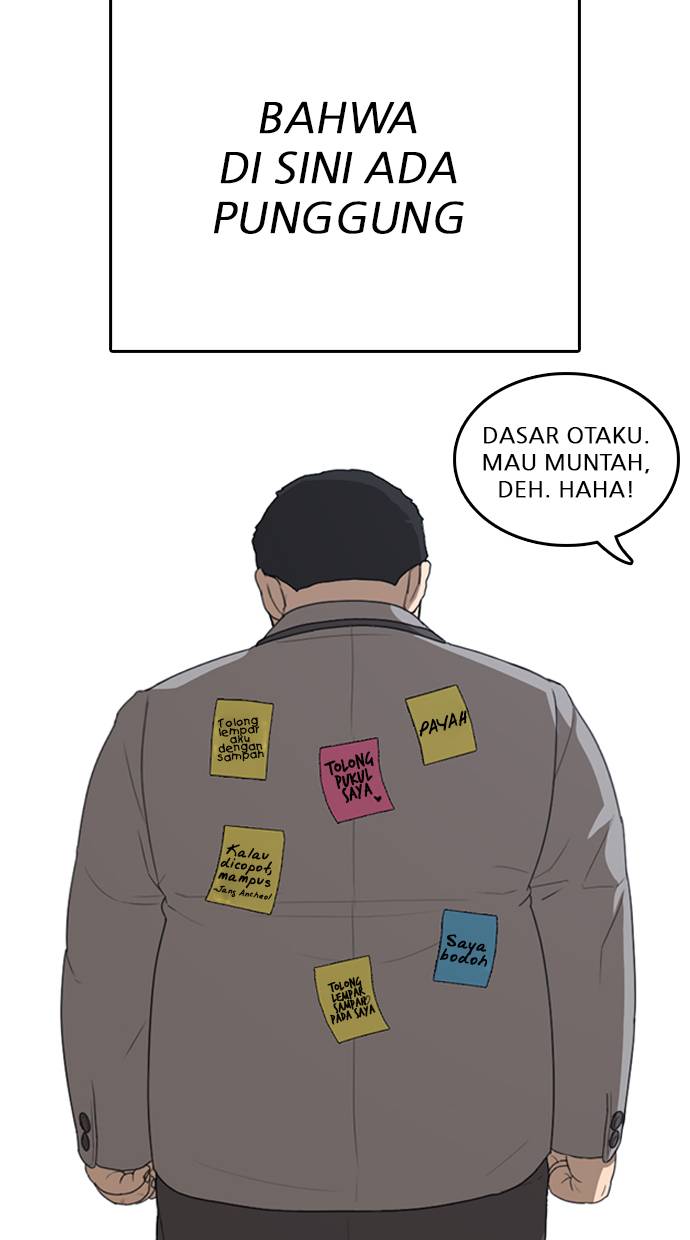 BAHWA
DI SINI ADA
PUNGGUNG
DASAR OTAKU.
MAU MUNTAH,
DEH. HAHA!
Tolong
lempar
aku
dengan
sampah
PAYAH
TOLONG
PUKUL
SAYA
Kalau
dicopot,
mampus
-Jang Ancheol
Saya
bodoh
TOLONG
LEMPAR
SAMPAH
PADA SAYA